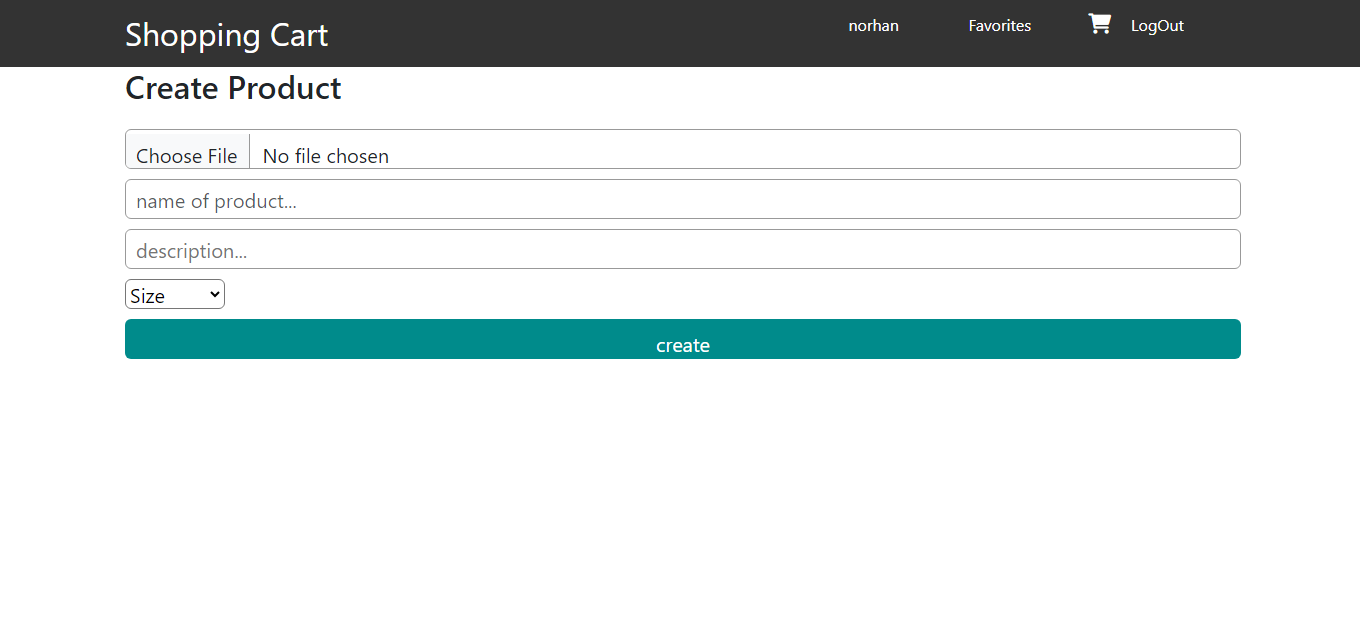 Shopping Cart norhan Favorites LogOut
Create Product
Choose File No file chosen
name of product...
description...
Size
create